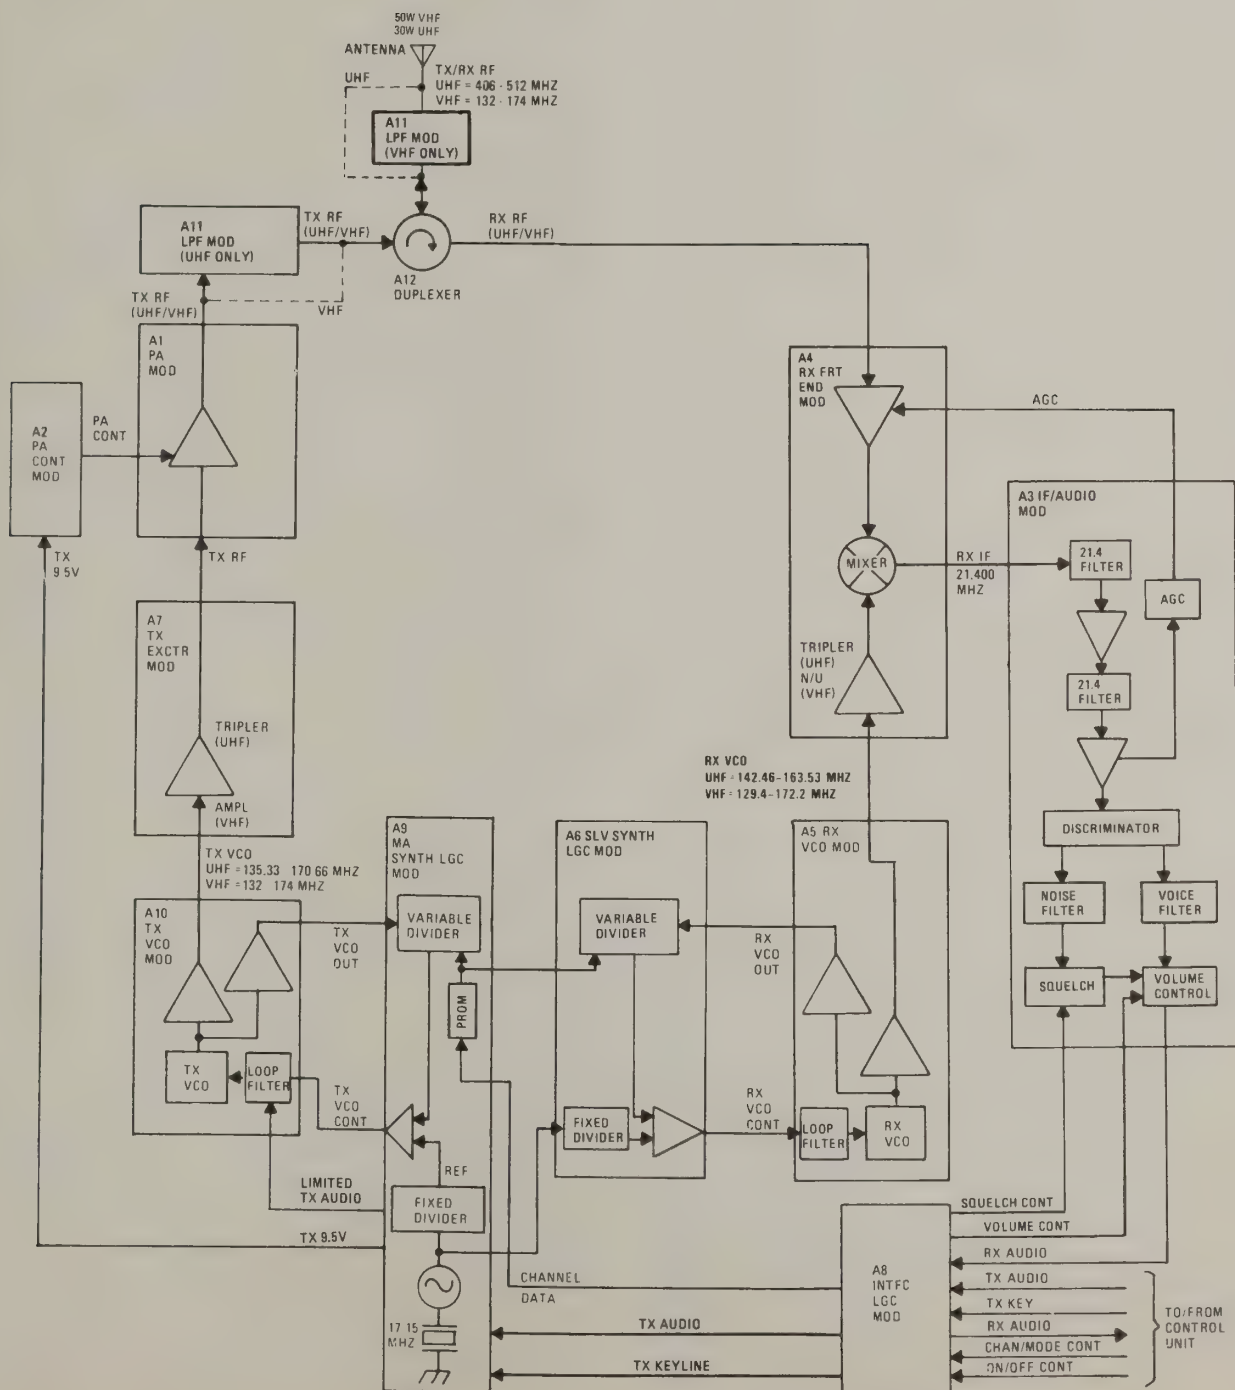 50W VHF
30W UHF
ANTENNA
UHF
TX/RX RF
UHF = 406-512 MHZ
VHF = 132-174 MHZ
A11
LPF MOD
(VHF ONLY)
A11
LPF MOD
(UHF ONLY)
TX RF
(UHF/VHF)
RX RF
(UHF/VHF)
A12
DUPLEXER
TX RF
(UHF/VHF)
VHF
A1
PA
MOD
A2
PA
CONT
MOD
PA
CONT
A4
RX FRT
END
MOD
AGC
A3 IF/AUDIO
MOD
TX
9.5V
TX RF
MIXER
RX IF
21.400
MHZ
21.4
FILTER
AGC
A7
TX
EXCTR
MOD
TRIPLER
(UHF)
N/U
(VHF)
21.4
FILTER
TRIPLER
(UHF)
AMPL
(VHF)
RX VCO
UHF = 142.46-163.53 MHZ
VHF = 129.4-172.2 MHZ
DISCRIMINATOR
TX VCO
UHF = 135.33 170 66 MHZ
VHF = 132 174 MHZ
A9
MA
SYNTH LGC
MOD
A6 SLV SYNTH
LGC MOD
A5 RX
VCO MOD
NOISE
FILTER
VOICE
FILTER
A10
TX
VCO
MOD
TX
VCO
OUT
VARIABLE
DIVIDER
VARIABLE
DIVIDER
RX
VCO
OUT
PROM
SQUELCH
VOLUME
CONTROL
TX
VCO
LOOP
FILTER
TX
VCO
CONT
FIXED
DIVIDER
RX
VCO
CONT
LOOP
FILTER
RX
VCO
REF
LIMITED
TX AUDIO
FIXED
DIVIDER
TX 9.5V
17 15
MHZ
CHANNEL
DATA
TX AUDIO
TX KEYLINE
A8
INTFC
LGC
MOD
SQUELCH CONT
VOLUME CONT
RX AUDIO
TX AUDIO
TX KEY
RX AUDIO
CHAN/MODE CONT
ON/OFF CONT
TO/FROM
CONTROL
UNIT